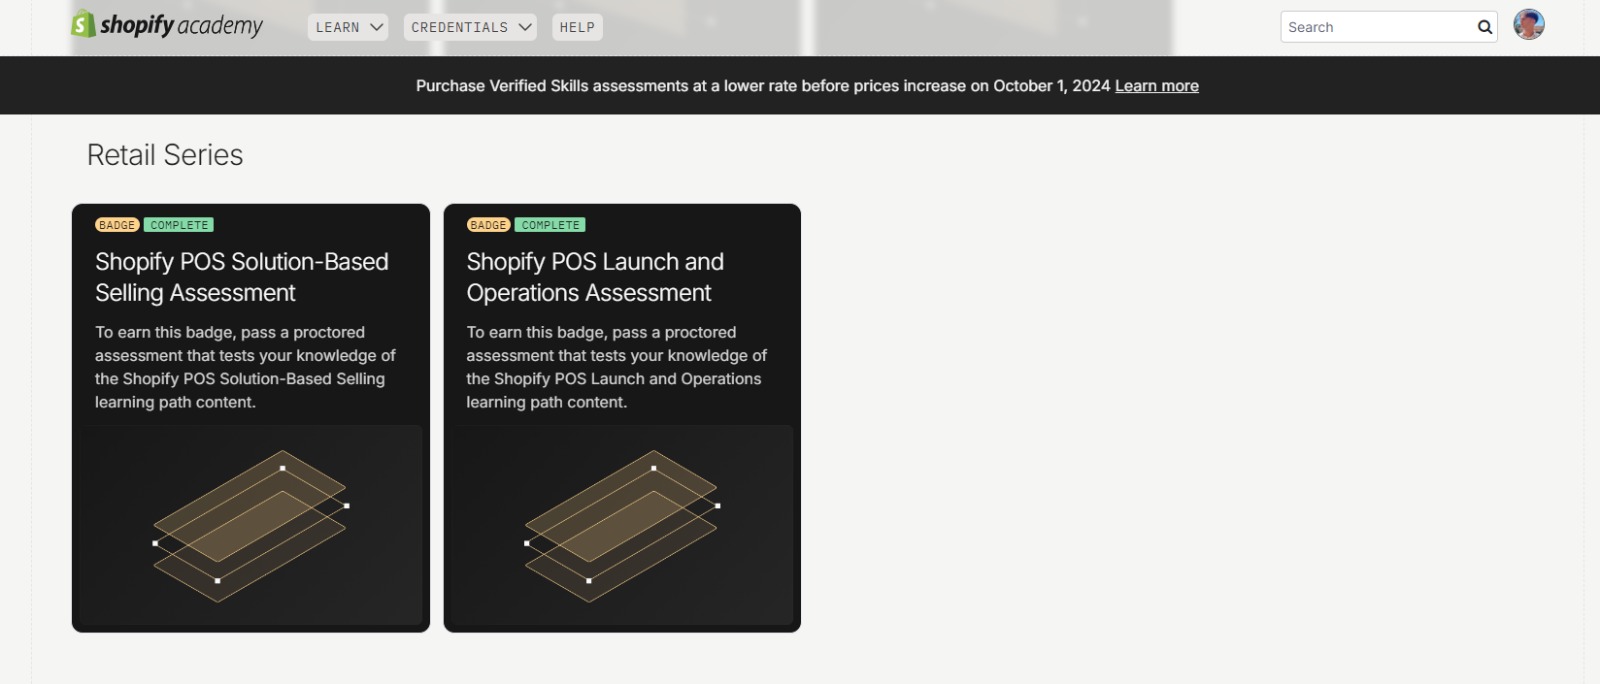 shopify academy
LEARN
CREDENTIALS
HELP
Search
Purchase Verified Skills assessments at a lower rate before prices increase on October 1, 2024 Learn more
Retail Series
BADGE COMPLETE
Shopify POS Solution-Based
Selling Assessment
To earn this badge, pass a proctored
assessment that tests your knowledge of
the Shopify POS Solution-Based Selling
learning path content.
BADGE COMPLETE
Shopify POS Launch and
Operations Assessment
To earn this badge, pass a proctored
assessment that tests your knowledge of
the Shopify POS Launch and Operations
learning path content.